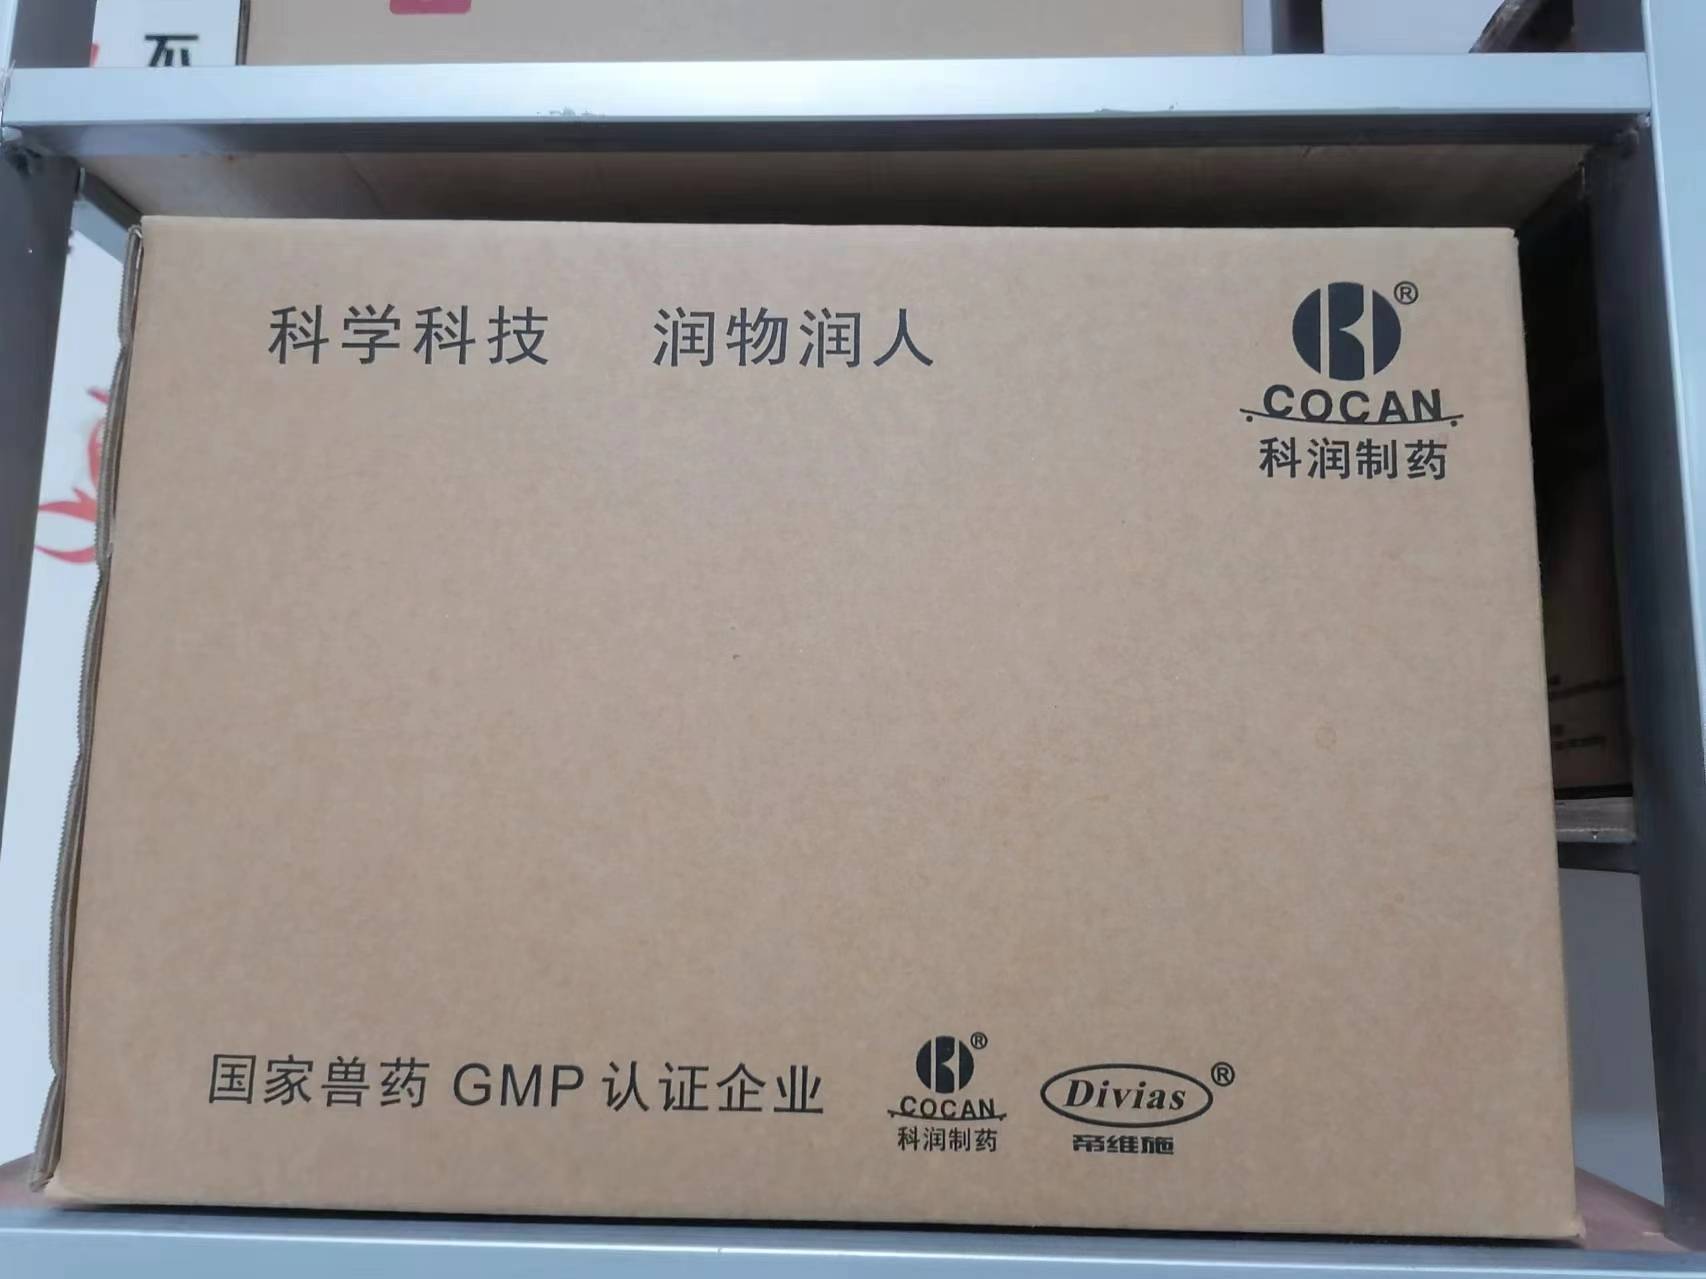 科学科技 润物润人
®
COCAN
科润制药
国家兽药 GMP 认证企业
®
COCAN
科润制药
Divias®
帝维施